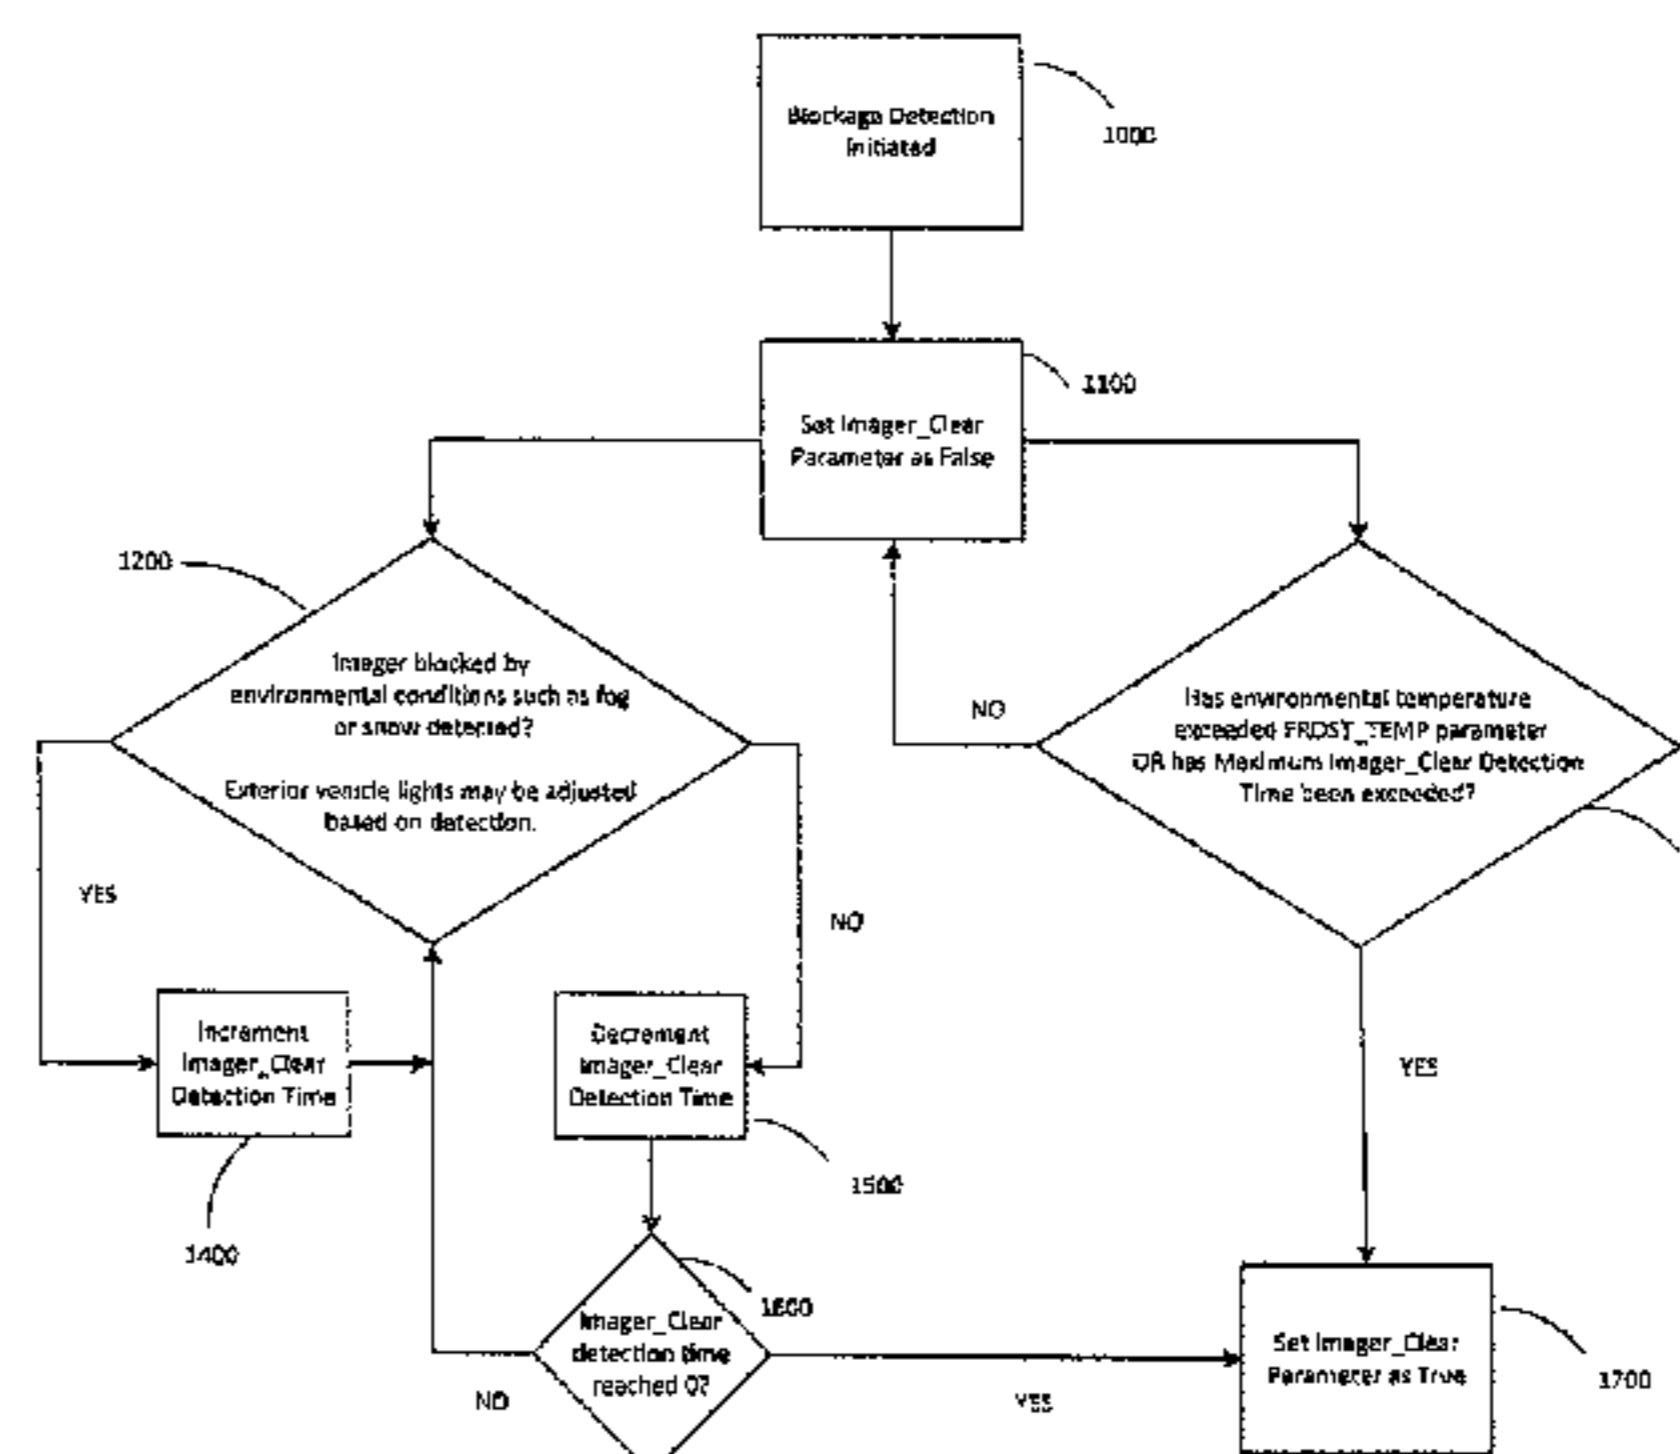 Blockage Detection
Initiated
1000
Set Imager_Clear
Parameter as False
1100
1200
Imager blocked by
environmental conditions such as fog
or snow detected?
Exterior vehicle lights may be adjusted
based on detection.
YES
NO
Has environmental temperature
exceeded FROST_TEMP parameter
OR has Maximum Imager_Clear Detection
Time been exceeded?
NO
YES
Increment
Imager_Clear
Detection Time
1400
Decrement
Imager_Clear
Detection Time
1500
Imager_Clear
detection time
reached 0?
1600
NO
YES
Set Imager_Clear
Parameter as True
1700